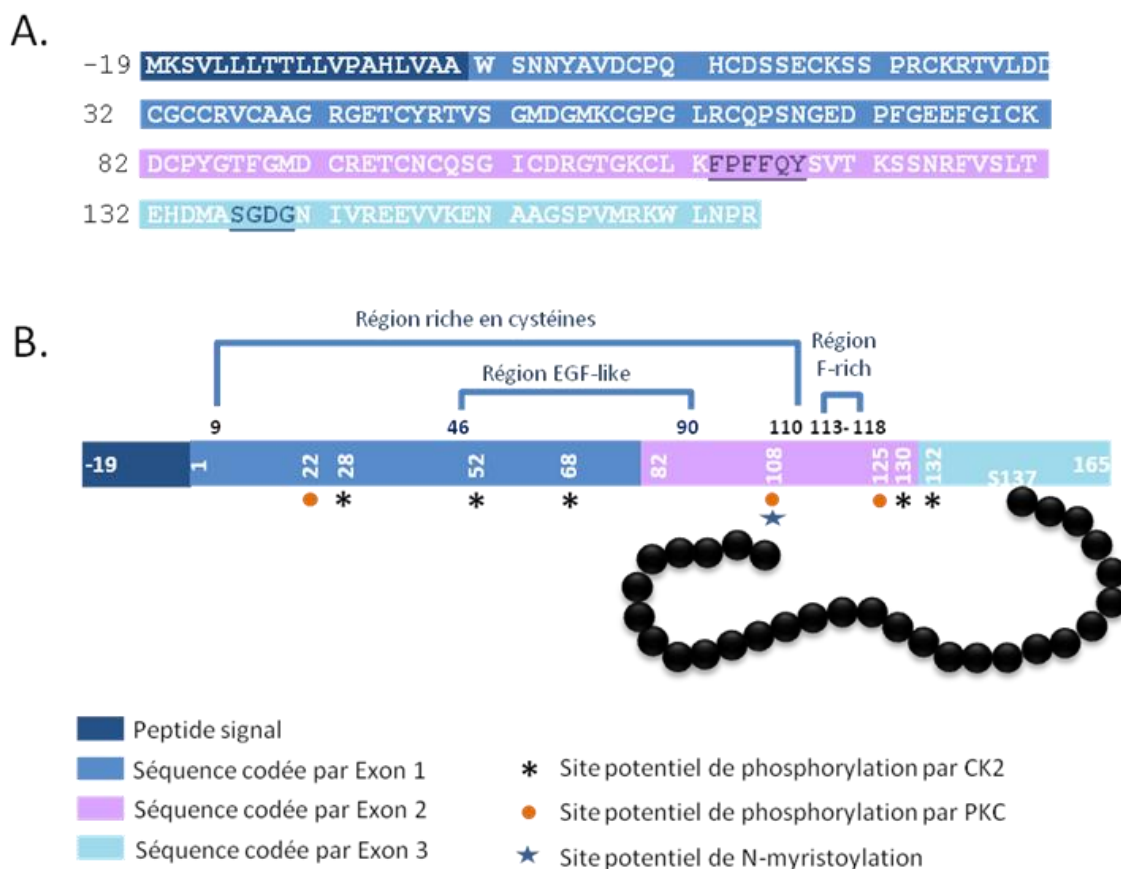 A.
-19 MKSVLLLTTLLVPAHLVAA W SNNYAVDCPQ HCDSSECKSS PRCKRTVLDD
32 CGCCRVCAAG RGETCYRTVS GMDGMKCGPG LRCQPSNGED PFGEEFGICK
82 DCPYGTFGMD CRETCNCQSG ICDRGTGKCL KFPFFQYSVT KSSNRFVSLT
132 EHDMASGDGN IVREEVVKEN AAGSPVMRKW LNPR
B.
Région riche en cystéines
Région EGF-like
Région F-rich
9 46 90 110 113- 118
-19 1 22 28 52 68 82 108 125 130 132 S137 165
Peptide signal
Séquence codée par Exon 1
Séquence codée par Exon 2
Séquence codée par Exon 3
* Site potentiel de phosphorylation par CK2
Site potentiel de phosphorylation par PKC
Site potentiel de N-myristoylation